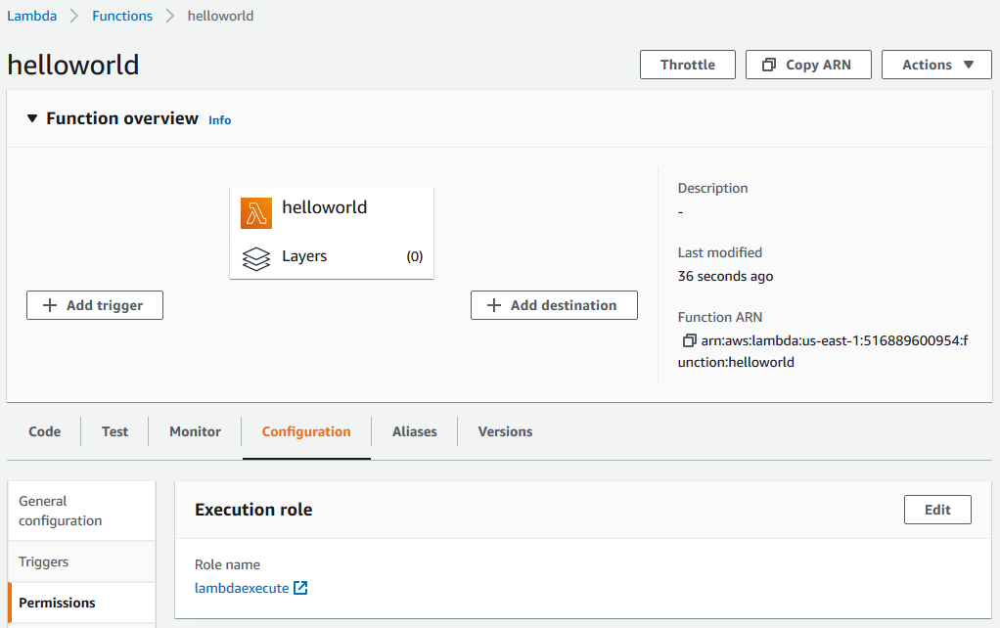 Lambda > Functions > helloworld
helloworld
Throttle
Copy ARN
Actions
Function overview Info
helloworld
Layers (0)
+ Add trigger
+ Add destination
Description
-
Last modified
36 seconds ago
Function ARN
arn:aws:lambda:us-east-1:516889600954:f
unction:helloworld
Code
Test
Monitor
Configuration
Aliases
Versions
General
configuration
Triggers
Permissions
Execution role
Edit
Role name
lambdaexecute